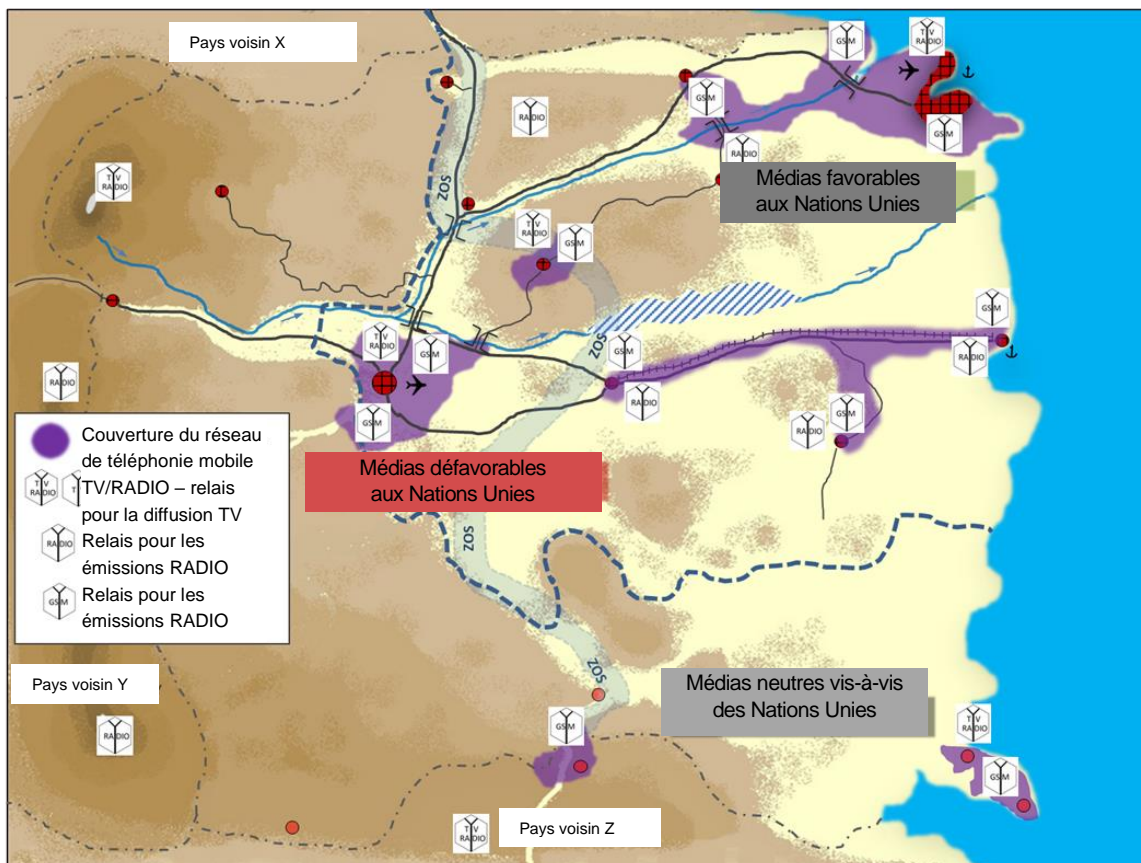 Pays voisin X
GSM
TV
RADIO
RADIO
GSM
GSM
RADIO
Médias favorables
aux Nations Unies
TV
RADIO
ZOS
TV
RADIO
GSM
GSM
RADIO
ZOS
GSM
TV
RADIO
GSM
RADIO
RADIO
GSM
RADIO
GSM
Couverture du réseau
de téléphonie mobile
TV
RADIO
T
TV/RADIO – relais
pour la diffusion TV
RADIO
Relais pour les
émissions RADIO
GSM
Relais pour les
émissions RADIO
Médias défavorables
aux Nations Unies
ZOS
ZOS
Pays voisin Y
RADIO
Médias neutres vis-à-vis
des Nations Unies
GSM
TV
RADIO
GSM
TV
RADIO
Pays voisin Z